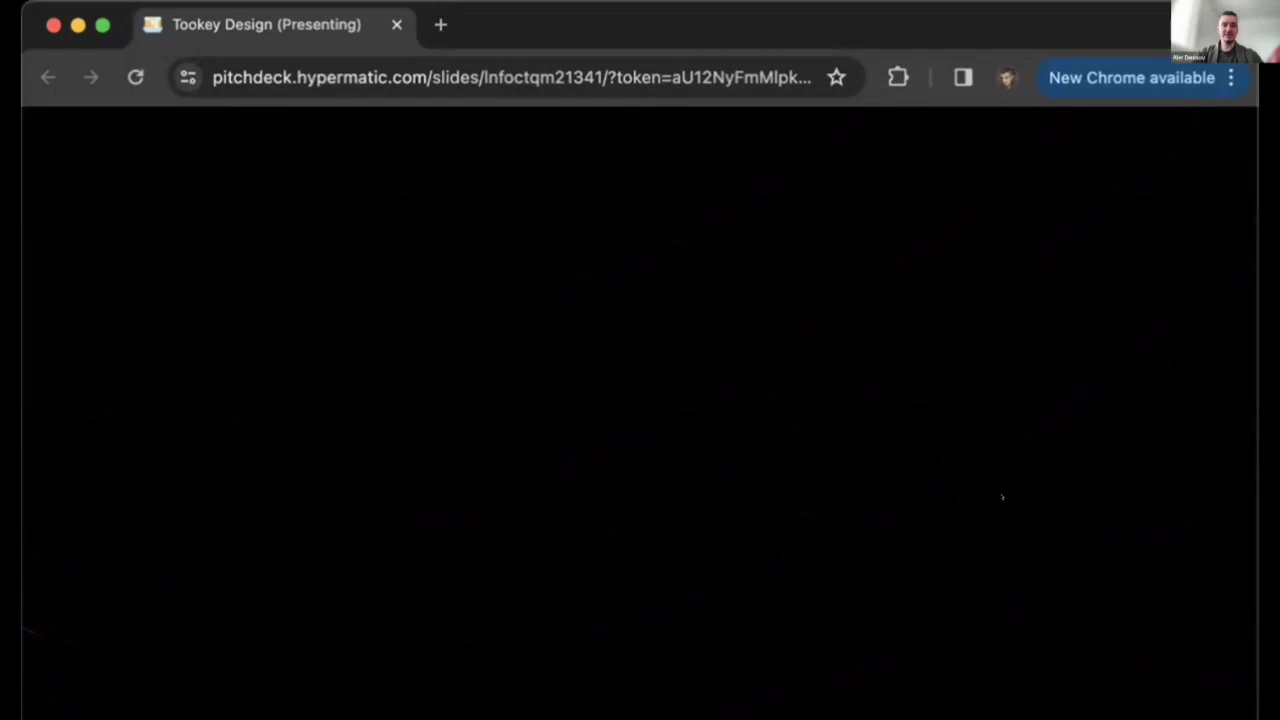 Tookey Design (Presenting)
pitchdeck.hypermatic.com/slides/lnfoctqm21341/?token=aU12NyFmMlpk...
New Chrome available